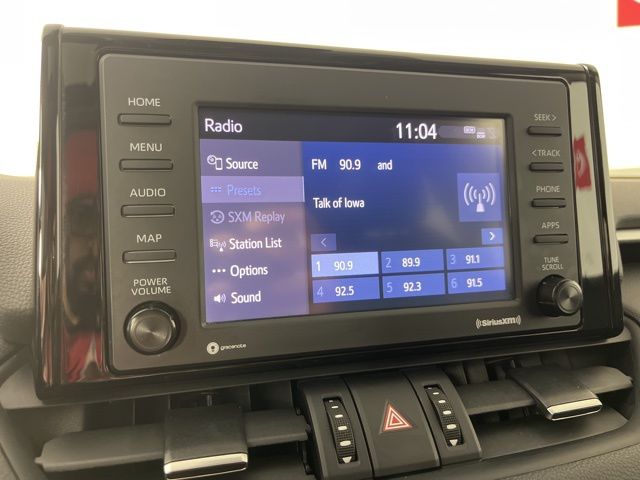 HOME
MENU
AUDIO
MAP
POWER
VOLUME
gracenote
Radio
11:04
Source
Presets
SXM Replay
Station List
Options
Sound
FM 90.9 and
Talk of Iowa
1 90.9 2 89.9 3 91.1
4 92.5 5 92.3 6 91.5
SEEK >
< TRACK
PHONE
APPS
TUNE
SCROLL
((SiriusXM))